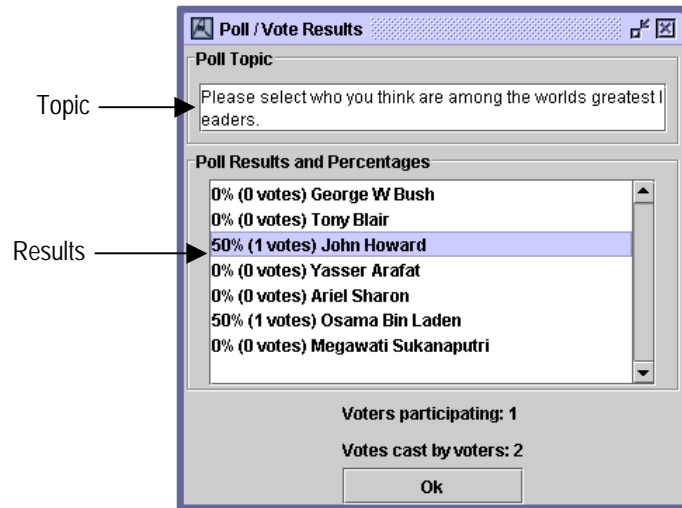 Poll / Vote Results
Poll Topic
Topic
Please select who you think are among the worlds greatest l
eaders.
Poll Results and Percentages
0% (0 votes) George W Bush
0% (0 votes) Tony Blair
Results
50% (1 votes) John Howard
0% (0 votes) Yasser Arafat
0% (0 votes) Ariel Sharon
50% (1 votes) Osama Bin Laden
0% (0 votes) Megawati Sukanaputri
Voters participating: 1
Votes cast by voters: 2
Ok